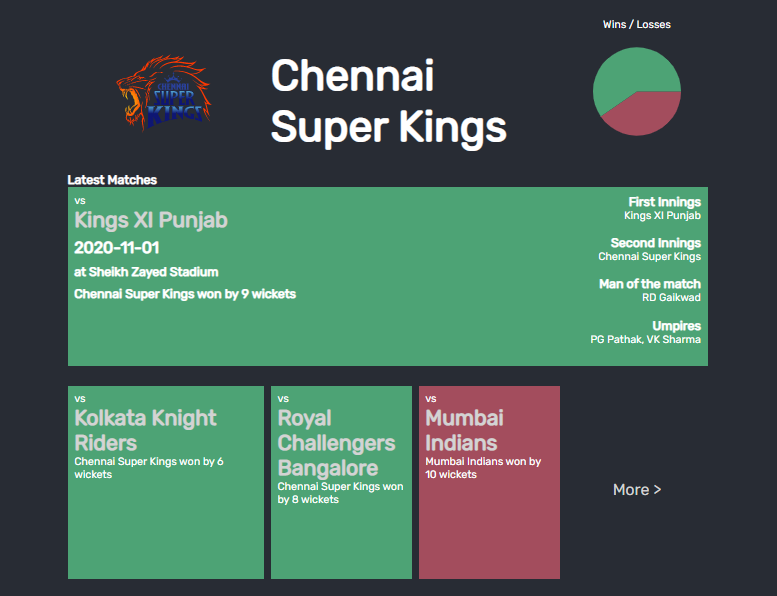 Wins / Losses
CHENNAI
SUPER
KINGS
Chennai
Super Kings
Latest Matches
vs
Kings XI Punjab
2020-11-01
at Sheikh Zayed Stadium
Chennai Super Kings won by 9 wickets
First Innings
Kings XI Punjab
Second Innings
Chennai Super Kings
Man of the match
RD Gaikwad
Umpires
PG Pathak, VK Sharma
vs
Kolkata Knight
Riders
Chennai Super Kings won by 6
wickets
vs
Royal
Challengers
Bangalore
Chennai Super Kings won
by 8 wickets
vs
Mumbai
Indians
Mumbai Indians won by
10 wickets
More >